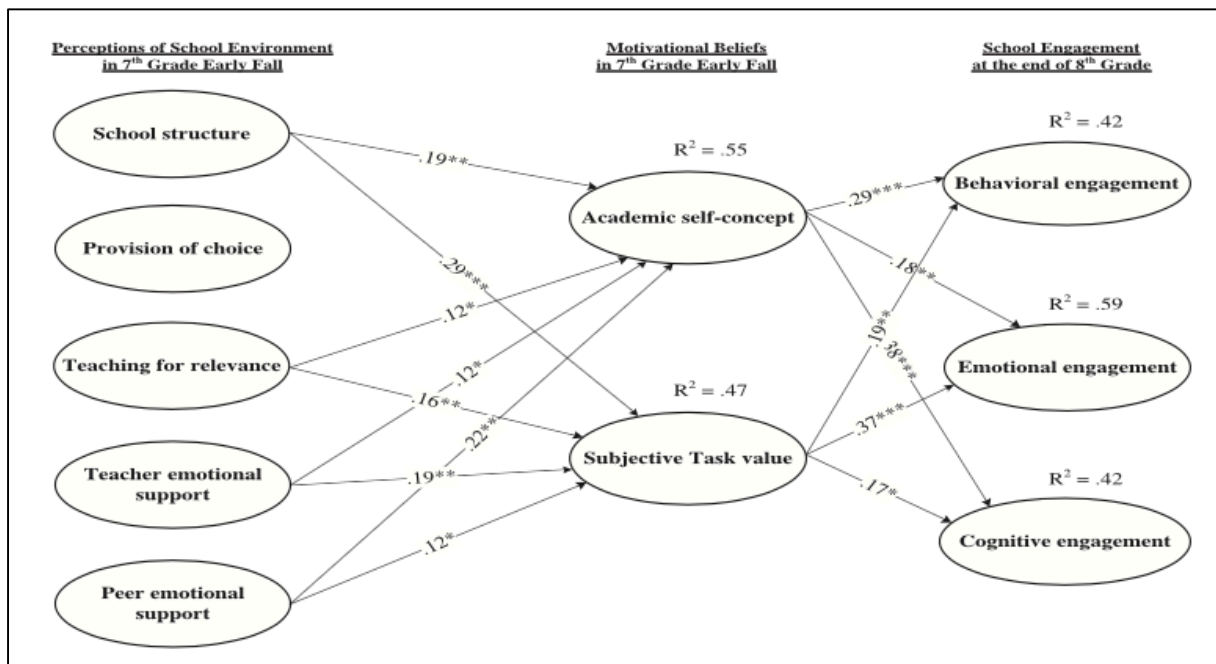 Perceptions of School Environment
in 7th Grade Early Fall
Motivational Beliefs
in 7th Grade Early Fall
School Engagement
at the end of 8th Grade
School structure
Provision of choice
Teaching for relevance
Teacher emotional
support
Peer emotional
support
.19**
.29***
.12*
.16**
.12*
.19**
.22**
.12*
R² = .55
Academic self-concept
R² = .47
Subjective Task value
.29***
.18**
.19**
.38***
.37***
.17*
R² = .42
Behavioral engagement
R² = .59
Emotional engagement
R² = .42
Cognitive engagement